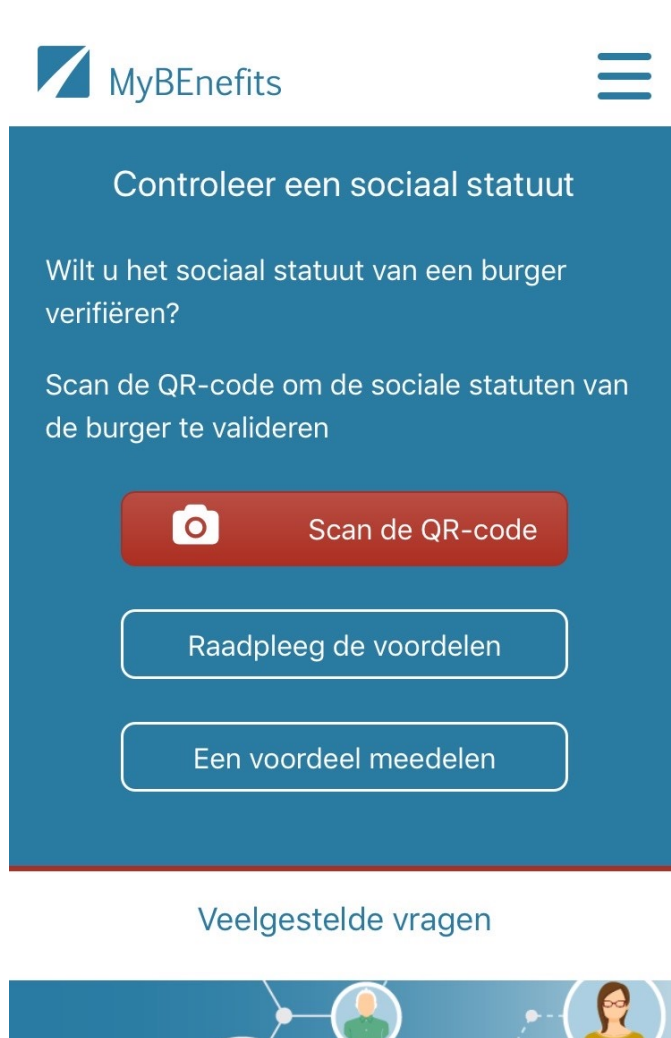 MyBEnefits
Controleer een sociaal statuut
Wilt u het sociaal statuut van een burger
verifiëren?
Scan de QR-code om de sociale statuten van
de burger te valideren
Scan de QR-code
Raadpleeg de voordelen
Een voordeel meedelen
Veelgestelde vragen